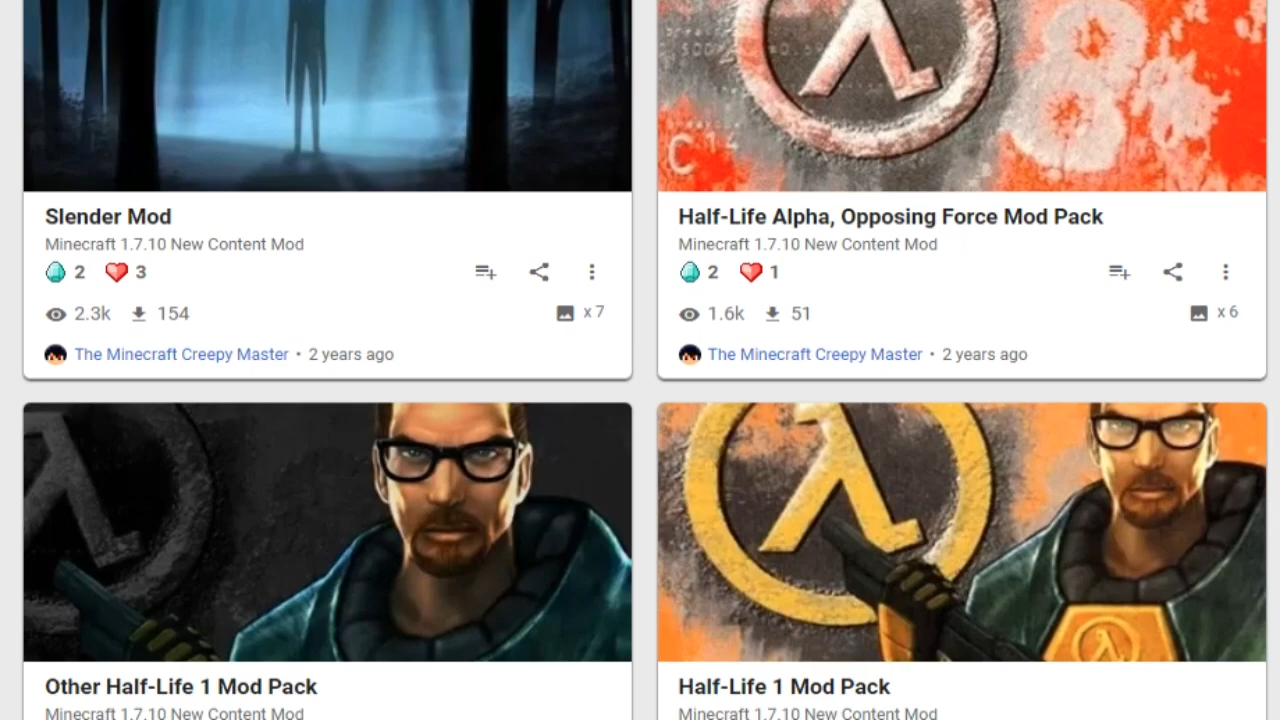 C
Slender Mod
Minecraft 1.7.10 New Content Mod
2 3
2.3k 154 x 7
The Minecraft Creepy Master • 2 years ago
Half-Life Alpha, Opposing Force Mod Pack
Minecraft 1.7.10 New Content Mod
2 1
1.6k 51 x 6
The Minecraft Creepy Master • 2 years ago
Other Half-Life 1 Mod Pack
Minecraft 1.7.10 New Content Mod
Half-Life 1 Mod Pack
Minecraft 1.7.10 New Content Mod